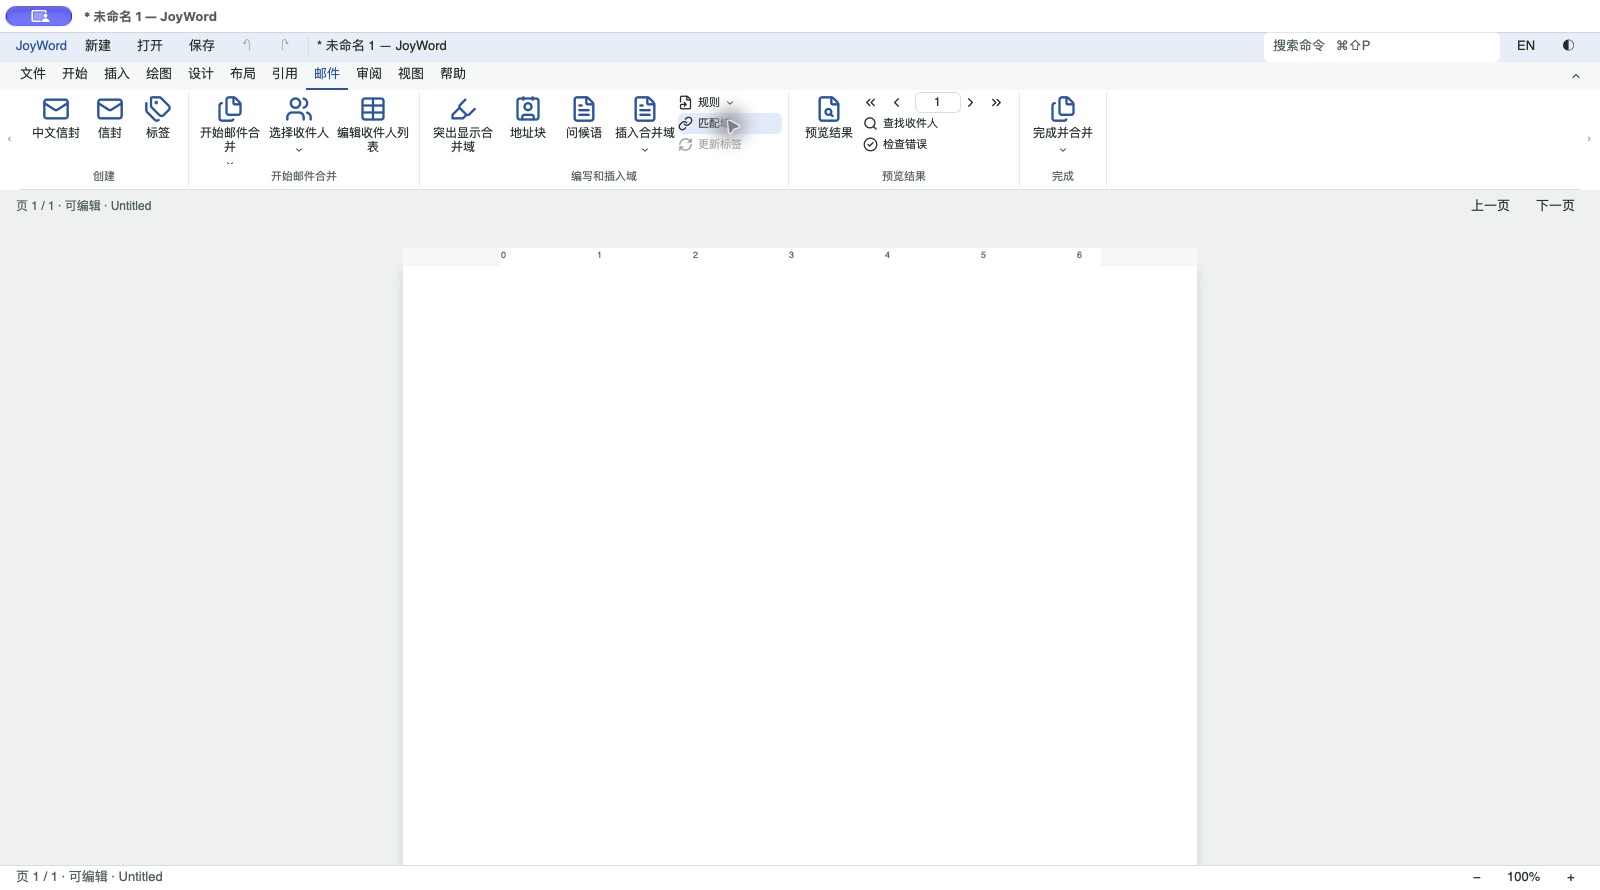 * 未命名 1 — JoyWord
JoyWord 新建 打开 保存 * 未命名 1 — JoyWord 搜索命令 ⌘⇧P EN
文件 开始 插入 绘图 设计 布局 引用 邮件 审阅 视图 帮助
中文信封 信封 标签 开始邮件合并 选择收件人 编辑收件人列表 突出显示合并域 地址块 问候语 插入合并域 规则 匹配 更新标签 预览结果 1 查找收件人 检查错误 完成并合并
创建 开始邮件合并 编写和插入域 预览结果 完成
页 1 / 1 · 可编辑 · Untitled 上一页 下一页
0 1 2 3 4 5 6
页 1 / 1 · 可编辑 · Untitled − 100% +